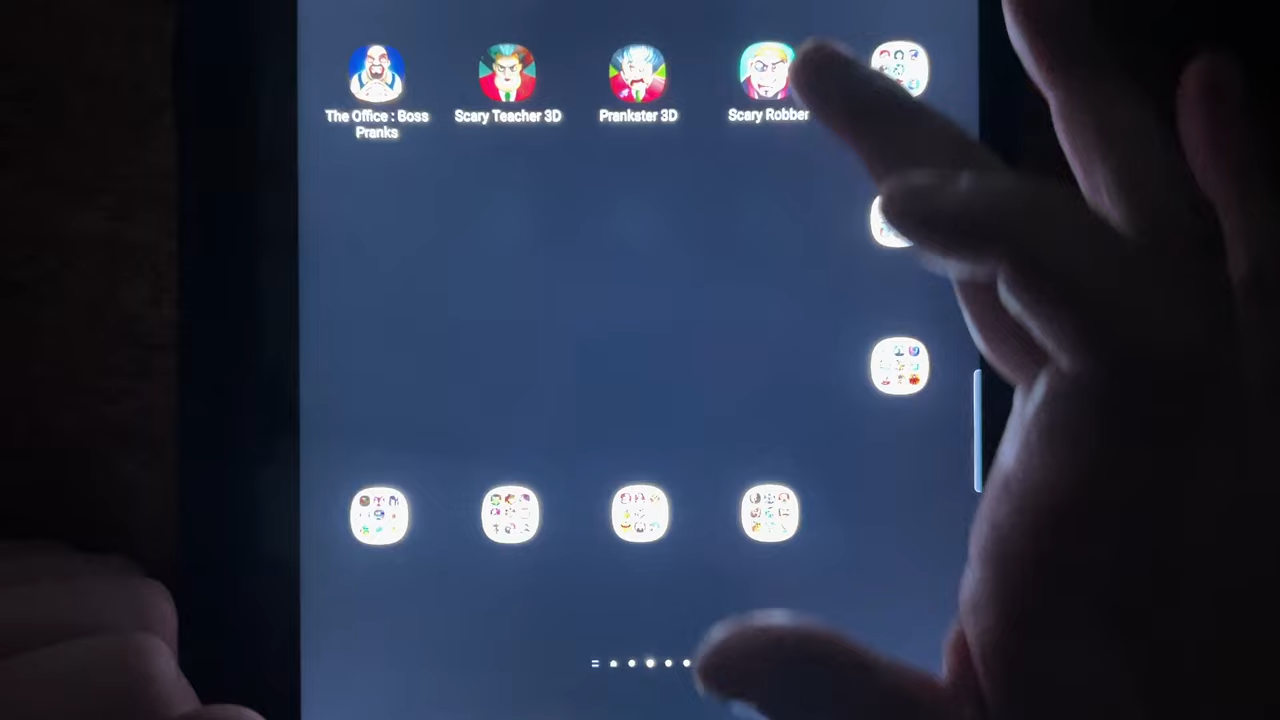 The Office : Boss
Pranks
Scary Teacher 3D
Prankster 3D
Scary Robber